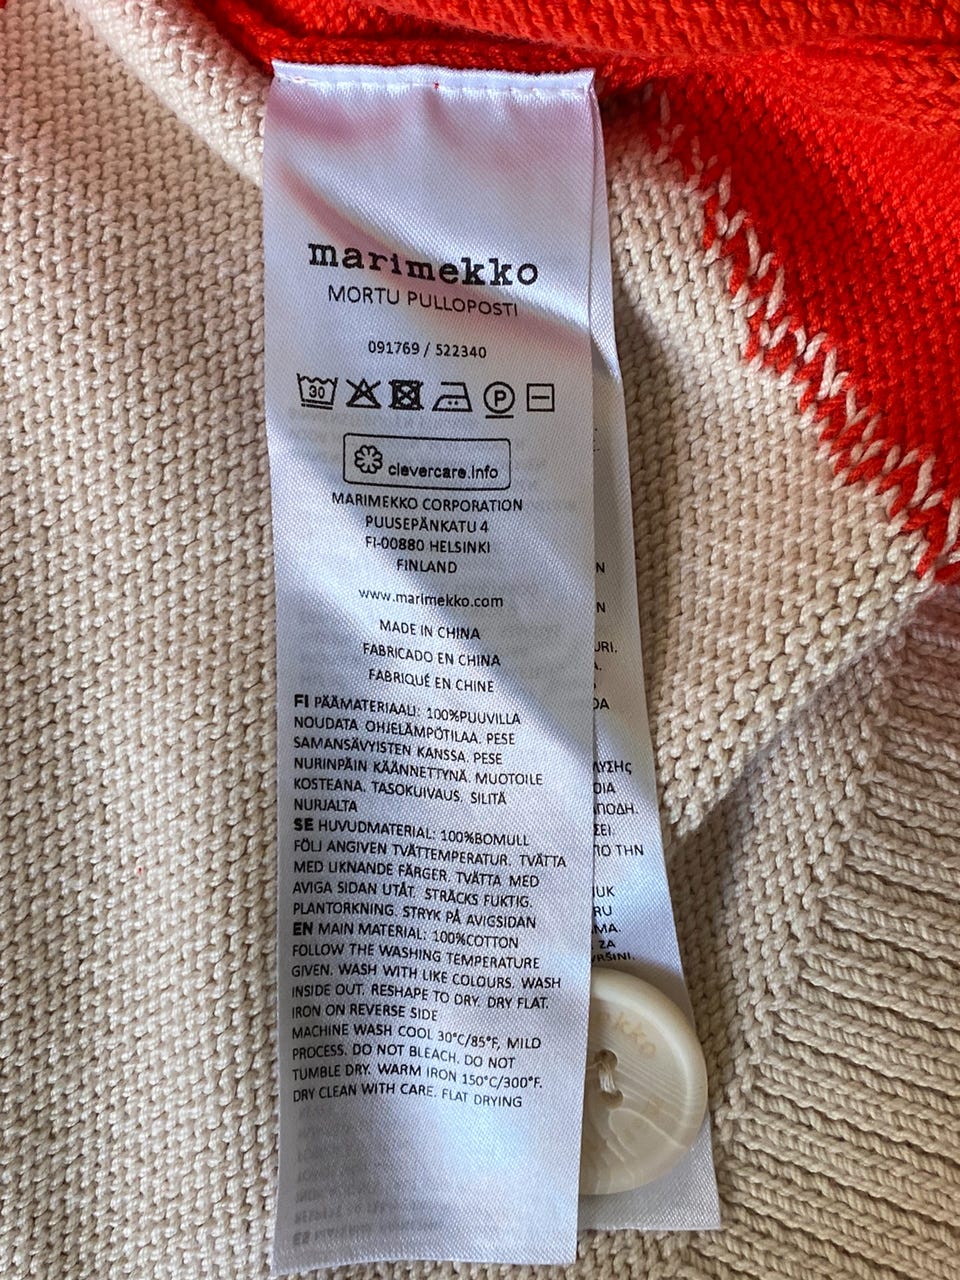 marimekko
MORTU PULLOPOSTI
091769 / 522340
30
P
clevercare.info
MARIMEKKO CORPORATION
PUUSEPÄNKATU 4
FI-00880 HELSINKI
FINLAND
www.marimekko.com
MADE IN CHINA
FABRICADO EN CHINA
FABRIQUÉ EN CHINE
FI PÄÄMATERIAALI: 100%PUUVILLA
NOUDATA OHJELÄMPÖTILAA. PESE
SAMANSÄVYISTEN KANSSA. PESE
NURINPÄIN KÄÄNNETTYNÄ. MUOTOILE
KOSTEANA. TASOKUIVAUS. SILITÄ
NURJALTA
SE HUVUDMATERIAL: 100%BOMULL
FÖLJ ANGIVEN TVÄTTEMPERATUR. TVÄTTA
MED LIKNANDE FÄRGER. TVÄTTA MED
AVIGA SIDAN UTÅT. STRÄCKS FUKTIG.
PLANTORKNING. STRYK PÅ AVIGSIDAN
EN MAIN MATERIAL: 100%COTTON
FOLLOW THE WASHING TEMPERATURE
GIVEN. WASH WITH LIKE COLOURS. WASH
INSIDE OUT. RESHAPE TO DRY. DRY FLAT.
IRON ON REVERSE SIDE
MACHINE WASH COOL 30°C/85°F, MILD
PROCESS. DO NOT BLEACH. DO NOT
TUMBLE DRY. WARM IRON 150°C/300°F.
DRY CLEAN WITH CARE. FLAT DRYING
ΤΗΝ
ZA